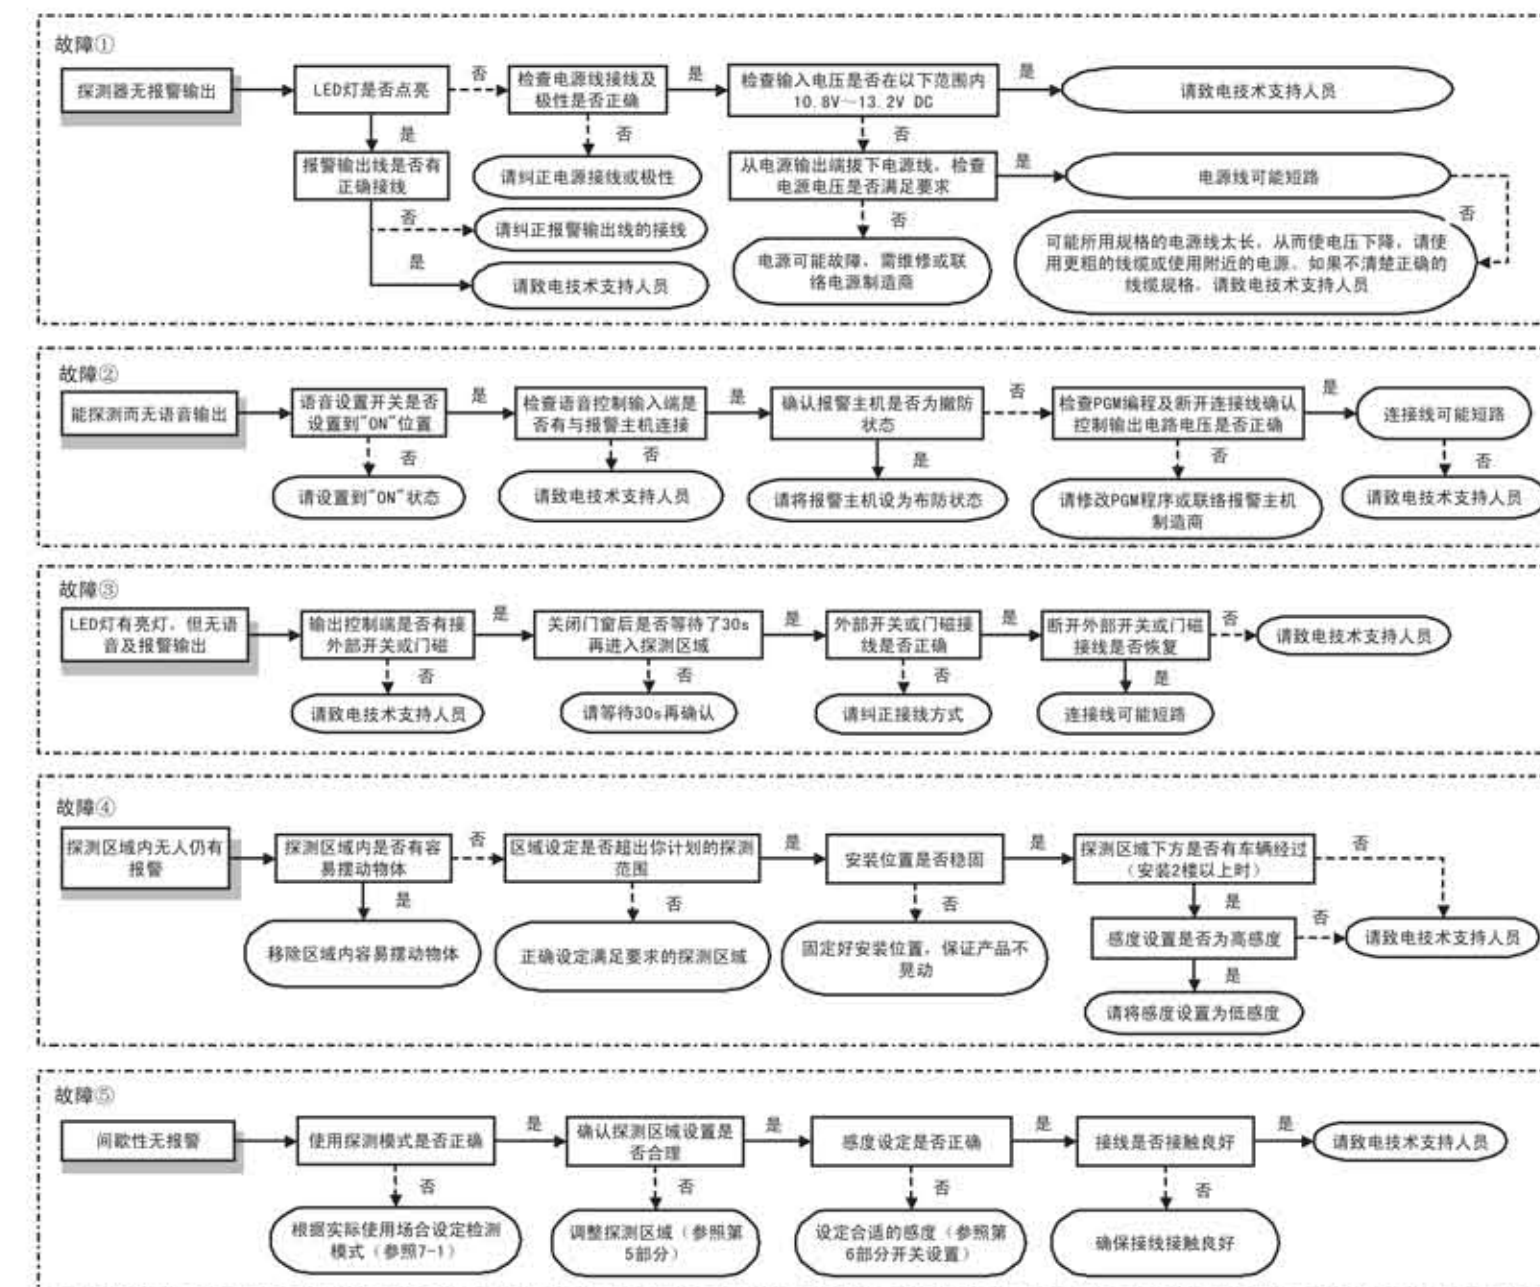 故障①
探测器无报警输出
LED灯是否点亮
否
检查电源线接线及
极性是否正确
是
检查输入电压是否在以下范围内
10.8V~13.2V DC
是
请致电技术支持人员
是
否
否
报警输出线是否有
正确接线
请纠正电源接线或极性
从电源输出端拔下电源线，检查
电源电压是否满足要求
是
电源线可能短路
否
请纠正报警输出线的接线
否
否
是
请致电技术支持人员
电源可能故障，需维修或联
络电源制造商
可能所用规格的电源线太长，从而使电压下降，请使
用更粗的线缆或使用附近的电源。如果不清楚正确的
线缆规格，请致电技术支持人员
故障②
能探测而无语音输出
语音设置开关是否
设置到"ON"位置
是
检查语音控制输入端是
否有与报警主机连接
是
确认报警主机是否为撤防
状态
否
检查PGM编程及断开连接线确认
控制输出电路电压是否正确
是
连接线可能短路
否
否
是
否
否
请设置到"ON"状态
请致电技术支持人员
请将报警主机设为布防状态
请修改PGM程序或联络报警主机
制造商
请致电技术支持人员
故障③
LED灯有亮灯，但无语
音及报警输出
输出控制端是否有接
外部开关或门磁
是
关闭门窗后是否等待了30s
再进入探测区域
是
外部开关或门磁接
线是否正确
是
断开外部开关或门磁
接线是否恢复
否
请致电技术支持人员
否
否
否
是
请致电技术支持人员
请等待30s再确认
请纠正接线方式
连接线可能短路
故障④
探测区域内无人仍有
报警
探测区域内是否有容
易摆动物体
否
区域设定是否超出你计划的探测
范围
是
安装位置是否稳固
是
探测区域下方是否有车辆经过
（安装2楼以上时）
否
是
否
否
是
移除区域内容易摆动物体
正确设定满足要求的探测区域
固定好安装位置，保证产品不
晃动
感度设置是否为高感度
否
请致电技术支持人员
是
请将感度设置为低感度
故障⑤
间歇性无报警
使用探测模式是否正确
是
确认探测区域设置是
否合理
是
感度设定是否正确
是
接线是否接触良好
是
请致电技术支持人员
否
否
否
否
根据实际使用场合设定检测
模式（参照7-1）
调整探测区域（参照第
5部分）
设定合适的感度（参照第
6部分开关设置）
确保接线接触良好